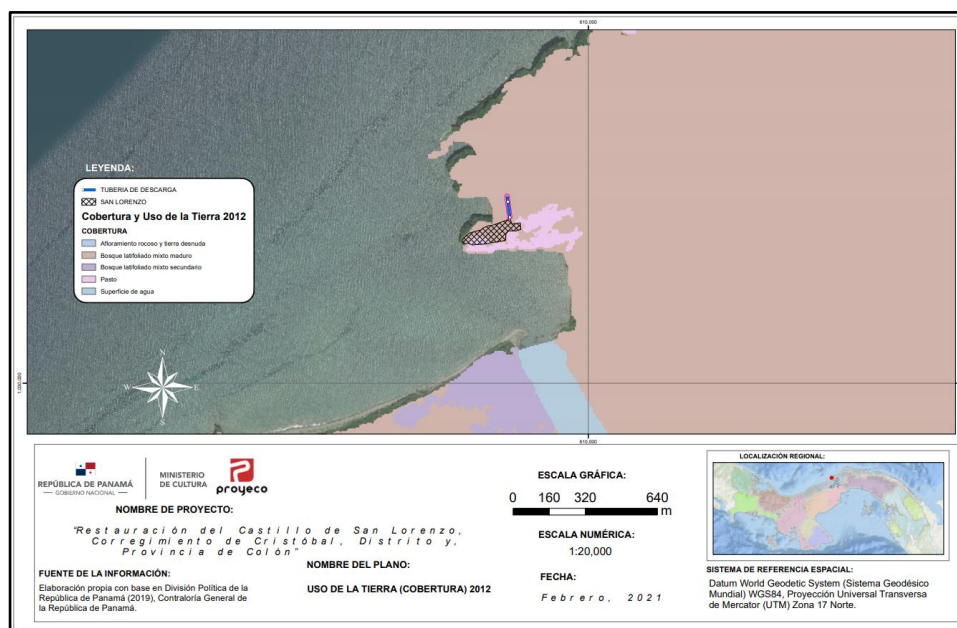 610,000
LEYENDA:
TUBERIA DE DESCARGA
SAN LORENZO
Cobertura y Uso de la Tierra 2012
COBERTURA
Afloramiento rocoso y tierra desnuda
Bosque latifoliado mixto maduro
Bosque latifoliado mixto secundario
Pasto
Superficie de agua
N
W
E
S
610,000
REPÚBLICA DE PANAMÁ
— GOBIERNO NACIONAL —
MINISTERIO
DE CULTURA
proyeco
NOMBRE DE PROYECTO:
"Restauración del Castillo de San Lorenzo,
Corregimiento de Cristóbal, Distrito y,
Provincia de Colón"
FUENTE DE LA INFORMACIÓN:
Elaboración propia con base en División Política de la
República de Panamá (2019), Contraloría General de
la República de Panamá.
NOMBRE DEL PLANO:
USO DE LA TIERRA (COBERTURA) 2012
ESCALA GRÁFICA:
0 160 320 640
m
ESCALA NUMÉRICA:
1:20,000
FECHA:
Febrero, 2021
LOCALIZACIÓN REGIONAL:
SISTEMA DE REFERENCIA ESPACIAL:
Datum World Geodetic System (Sistema Geodésico
Mundial) WGS84, Proyección Universal Transversa
de Mercator (UTM) Zona 17 Norte.